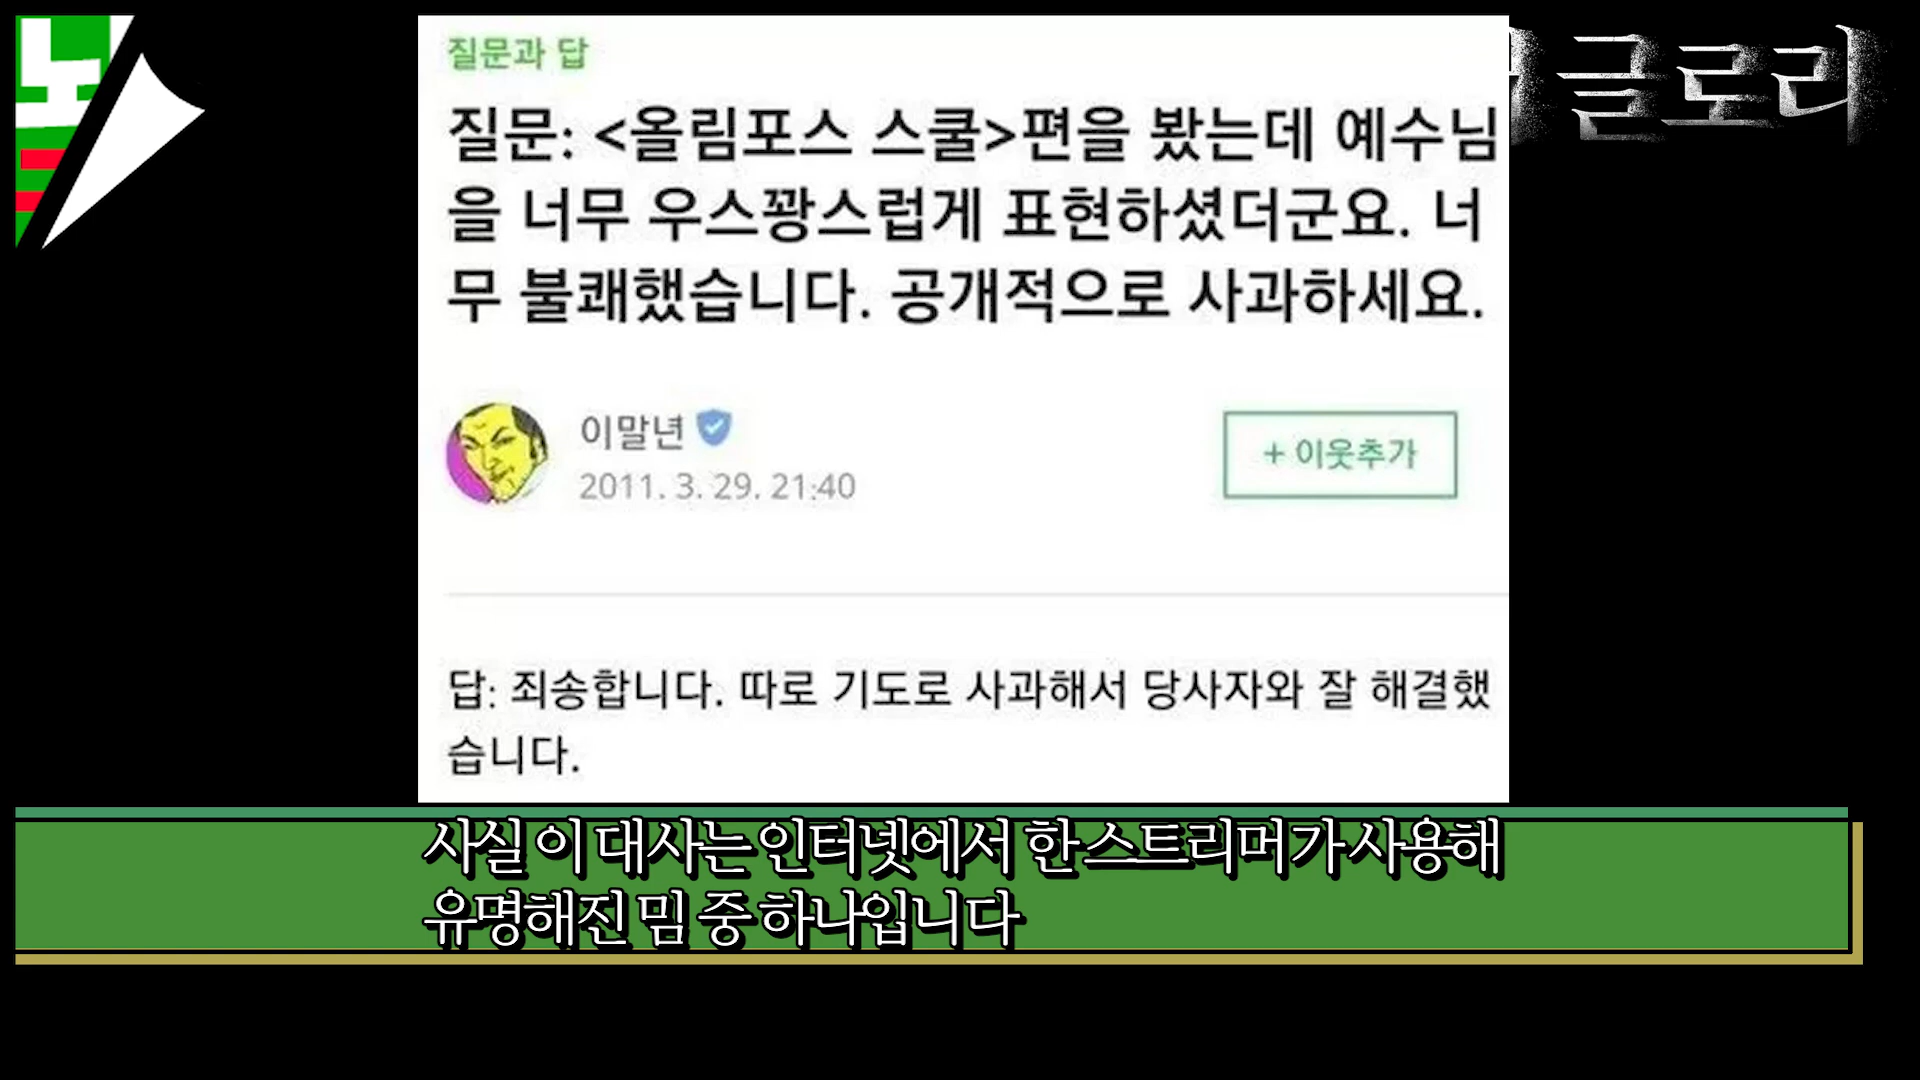 질문과 답
글로리
질문: <올림포스 스쿨>편을 봤는데 예수님
을 너무 우스꽝스럽게 표현하셨더군요. 너
무 불쾌했습니다. 공개적으로 사과하세요.
이말년
2011. 3. 29. 21:40
+ 이웃추가
답: 죄송합니다. 따로 기도로 사과해서 당사자와 잘 해결했
습니다.
사실 이 대사는 인터넷에서 한 스트리머가 사용해
유명해진 밈 중 하나입니다